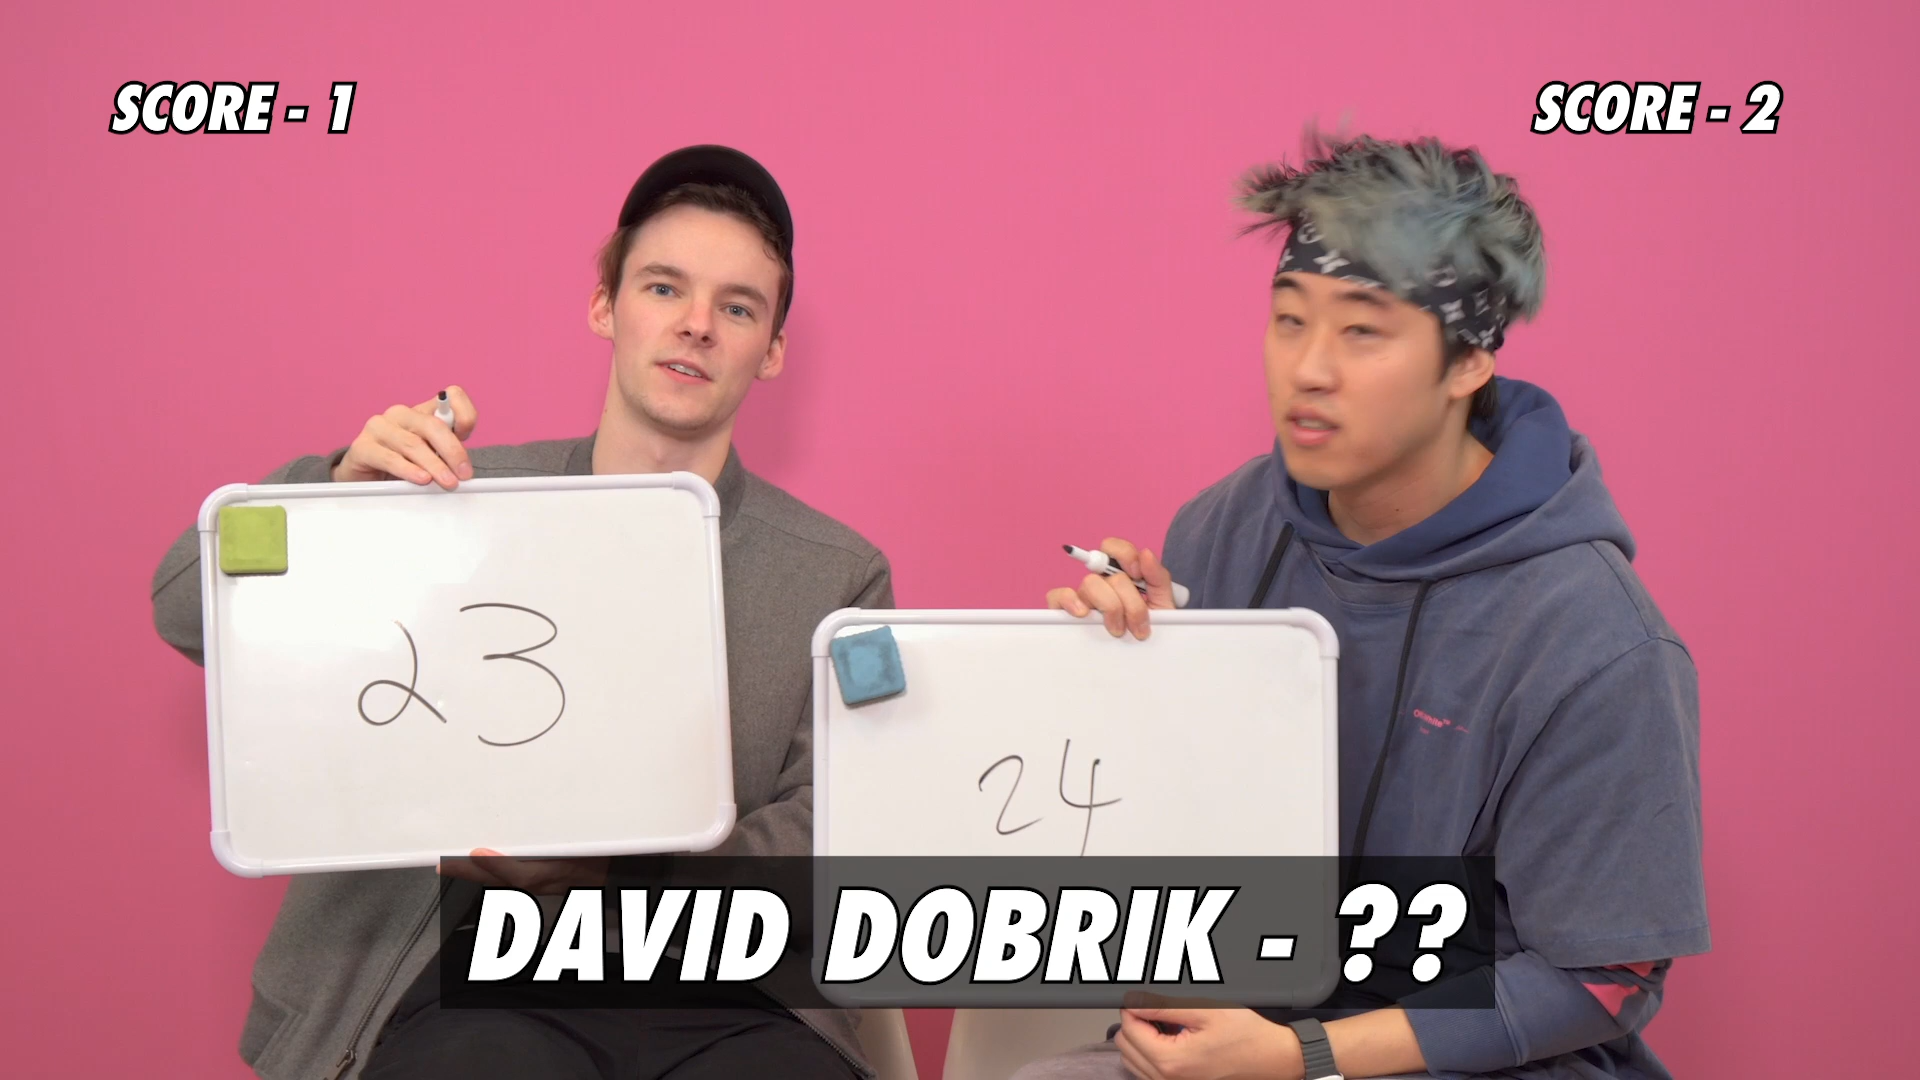 SCORE - 1
SCORE - 2
23
24
DAVID DOBRIK - ??